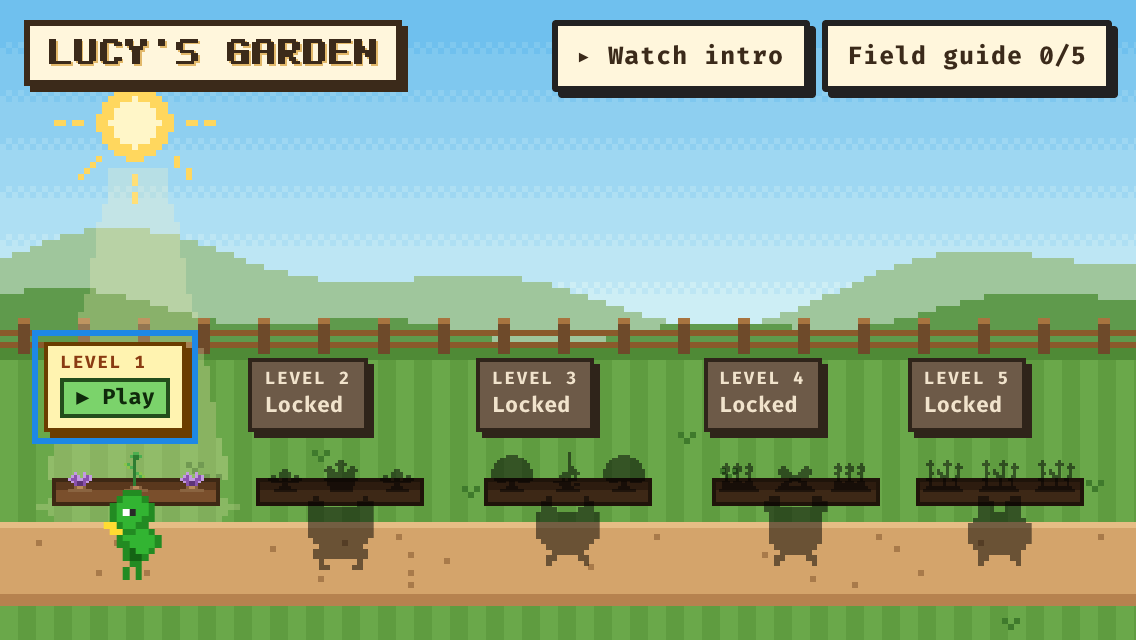 LUCY'S GARDEN
▸ Watch intro
Field guide 0/5
LEVEL 1
▶ Play
LEVEL 2
Locked
LEVEL 3
Locked
LEVEL 4
Locked
LEVEL 5
Locked